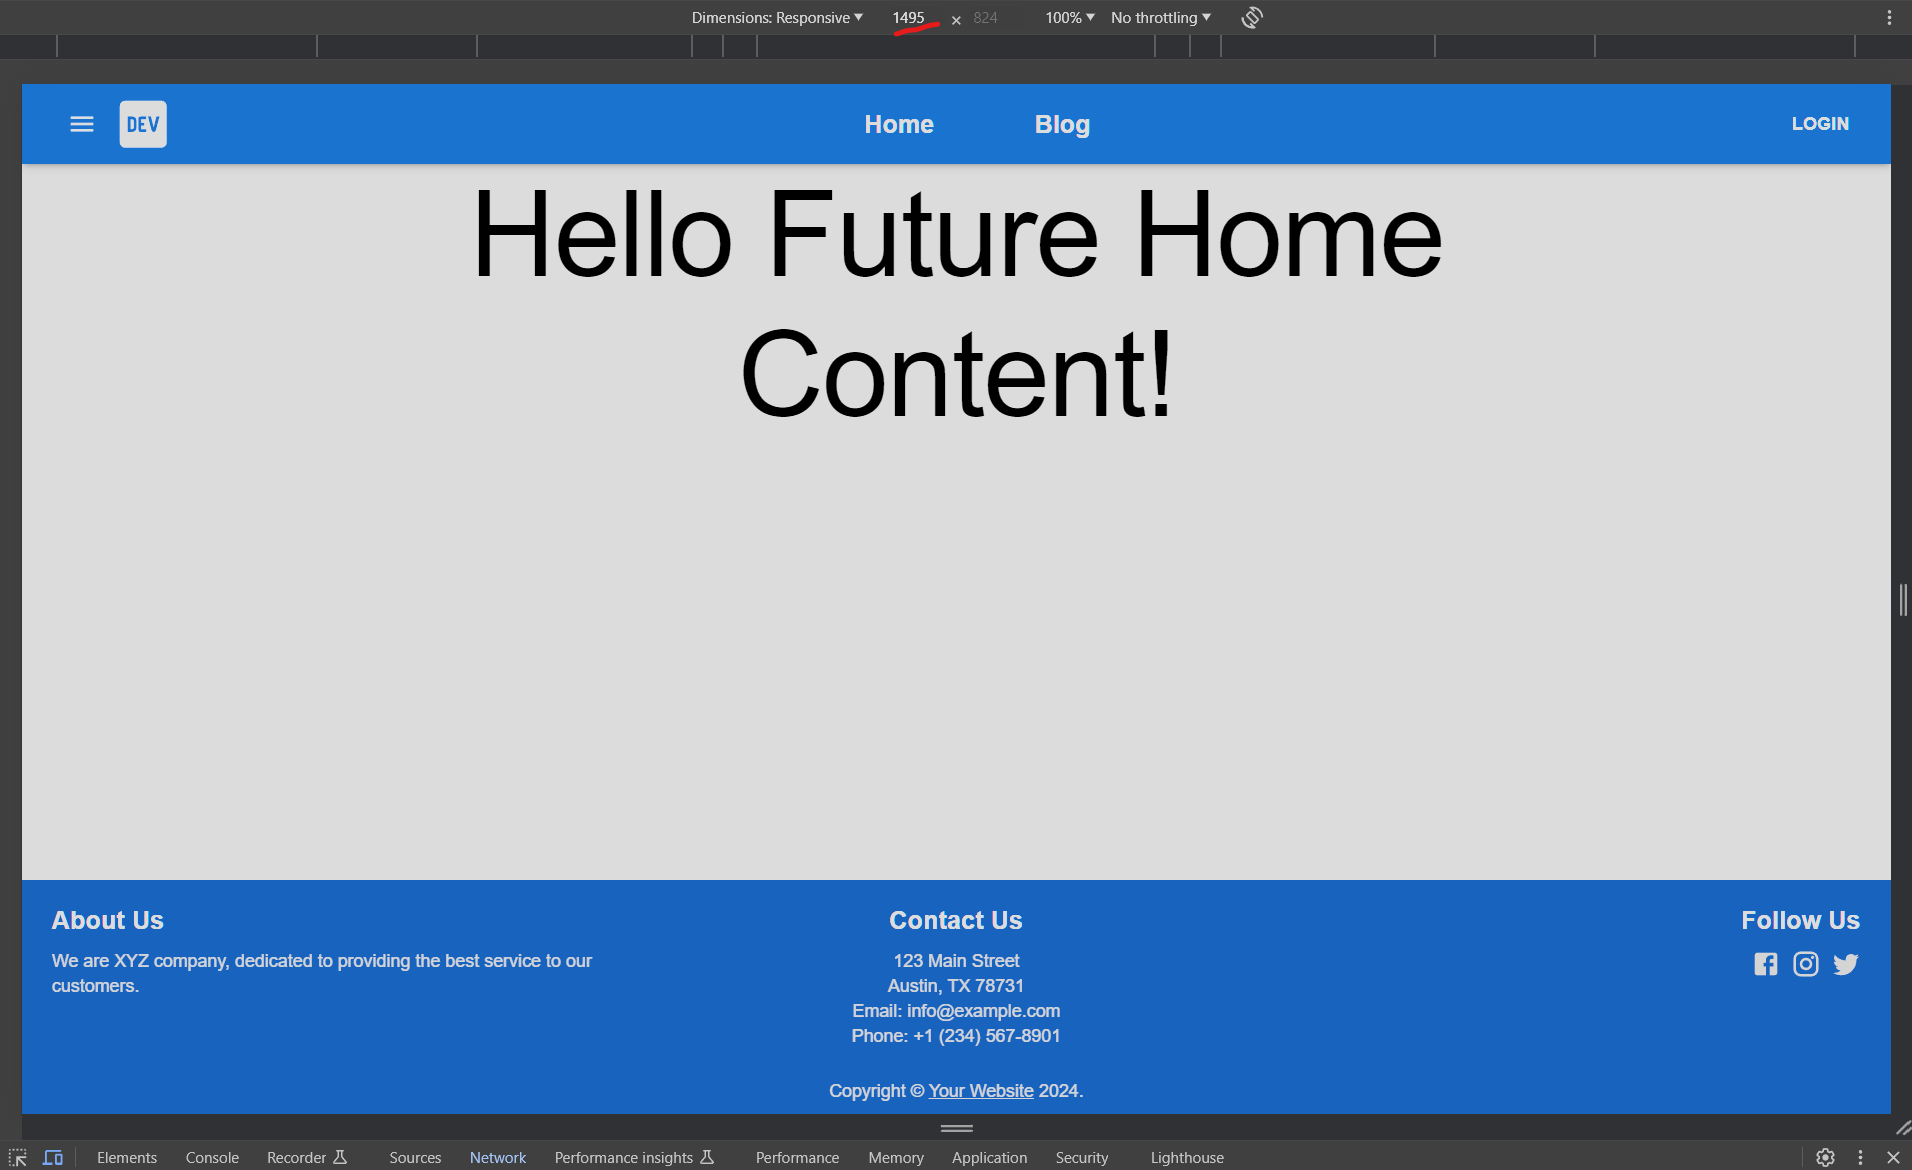 Dimensions: Responsive 1495 × 824 100% No throttling
DEV Home Blog LOGIN
Hello Future Home
Content!
About Us
We are XYZ company, dedicated to providing the best service to our
customers.
Contact Us
123 Main Street
Austin, TX 78731
Email: info@example.com
Phone: +1 (234) 567-8901
Follow Us
Copyright © Your Website 2024.
Elements Console Recorder Sources Network Performance insights Performance Memory Application Security Lighthouse